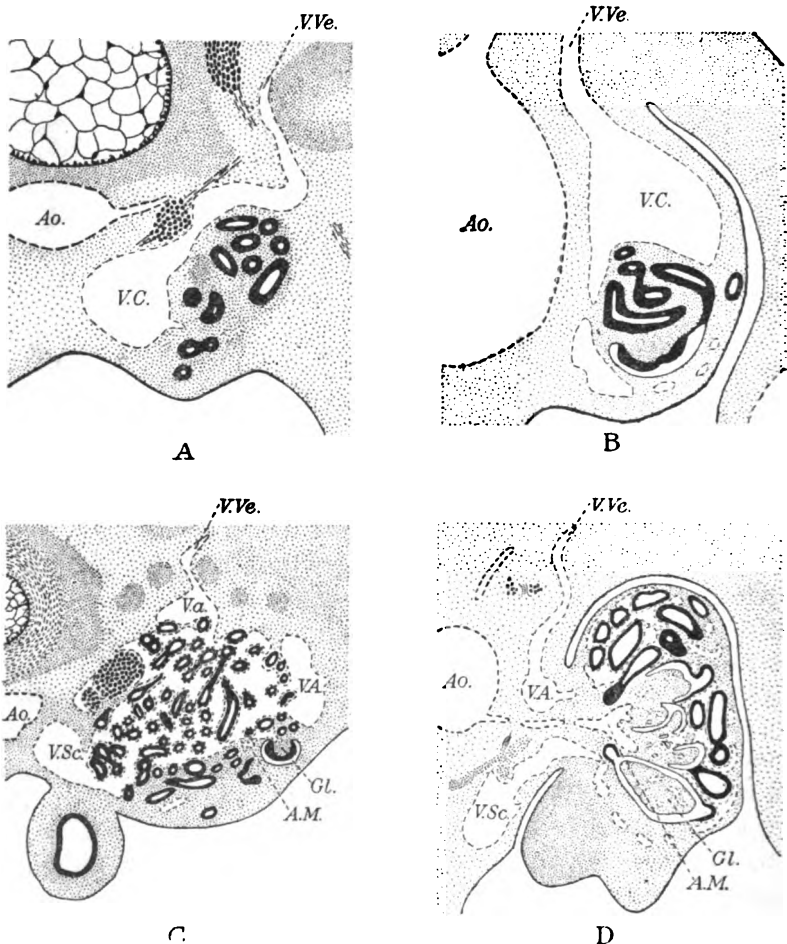 V.Ve.
Ao.
V.C.
A
V.Ve.
Ao.
V.C.
B
V.Ve.
V.a.
V.A.
Ao.
V.Sc.
Gl.
A.M.
C
V.Vc.
Ao.
V.A.
V.Sc.
Gl.
A.M.
D